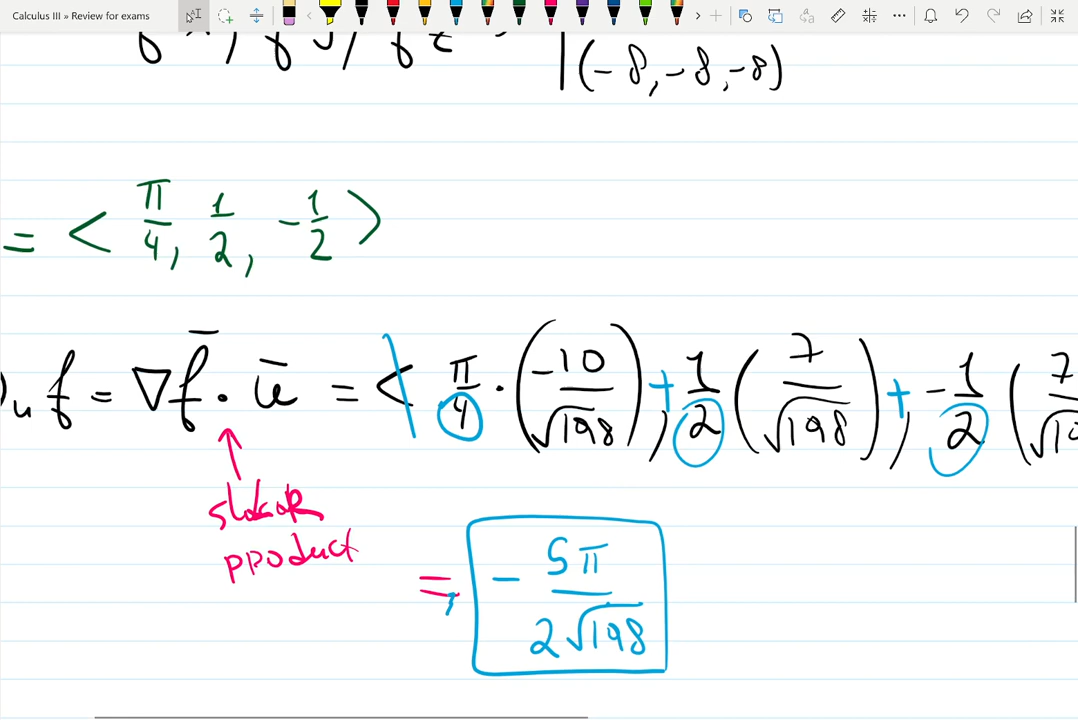 Calculus III » Review for exams
(-8, -8, -8)
= < π/4, 1/2, -1/2 >
u f = ∇f̄ · ū = < π/4 · (-10/√198), + 1/2 (7/√198), + -1/2 (7/√19
scalar
product
= - 5π/2√198